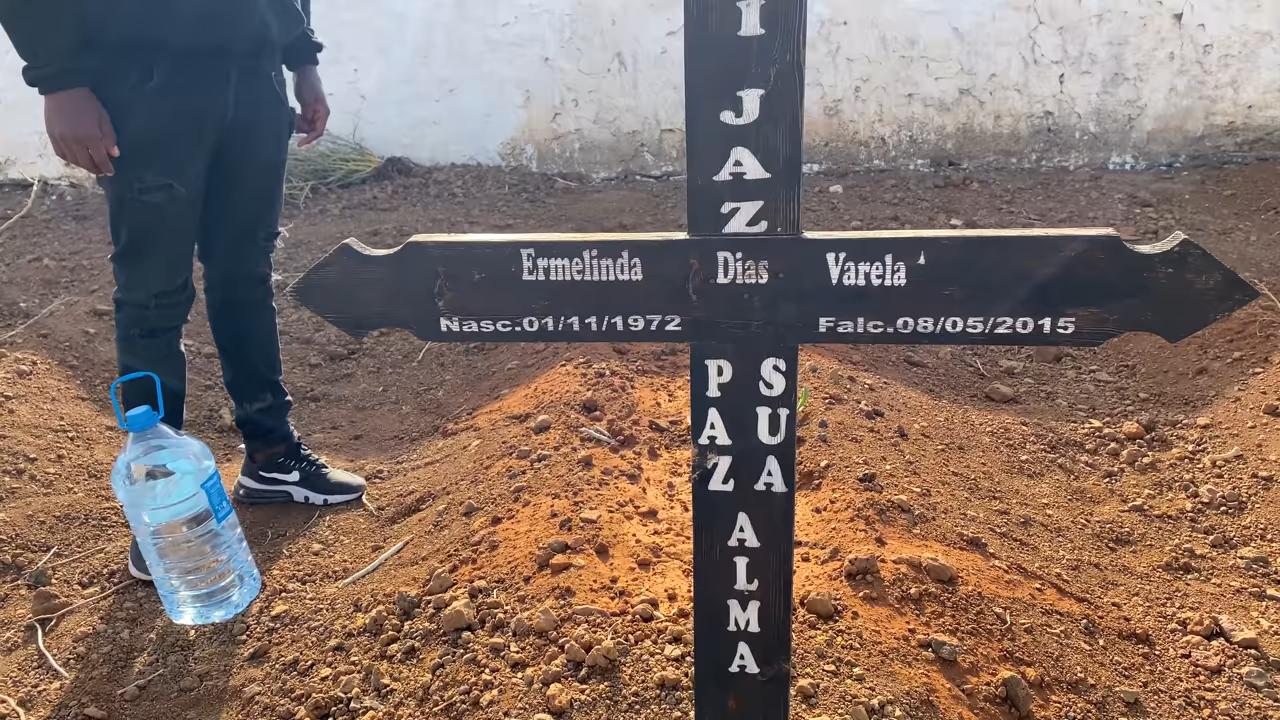 I JAZ
Ermelinda Dias Varela
Nasc.01/11/1972 Falc.08/05/2015
PAZ SUA
ALMA